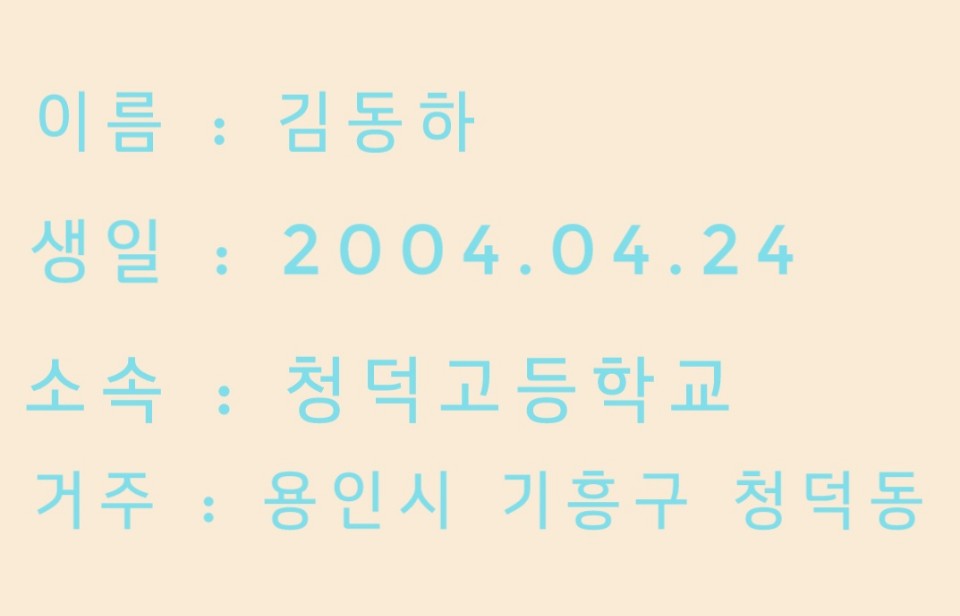 이름 : 김동하
생일 : 2004.04.24
소속 : 청덕고등학교
거주 : 용인시 기흥구 청덕동